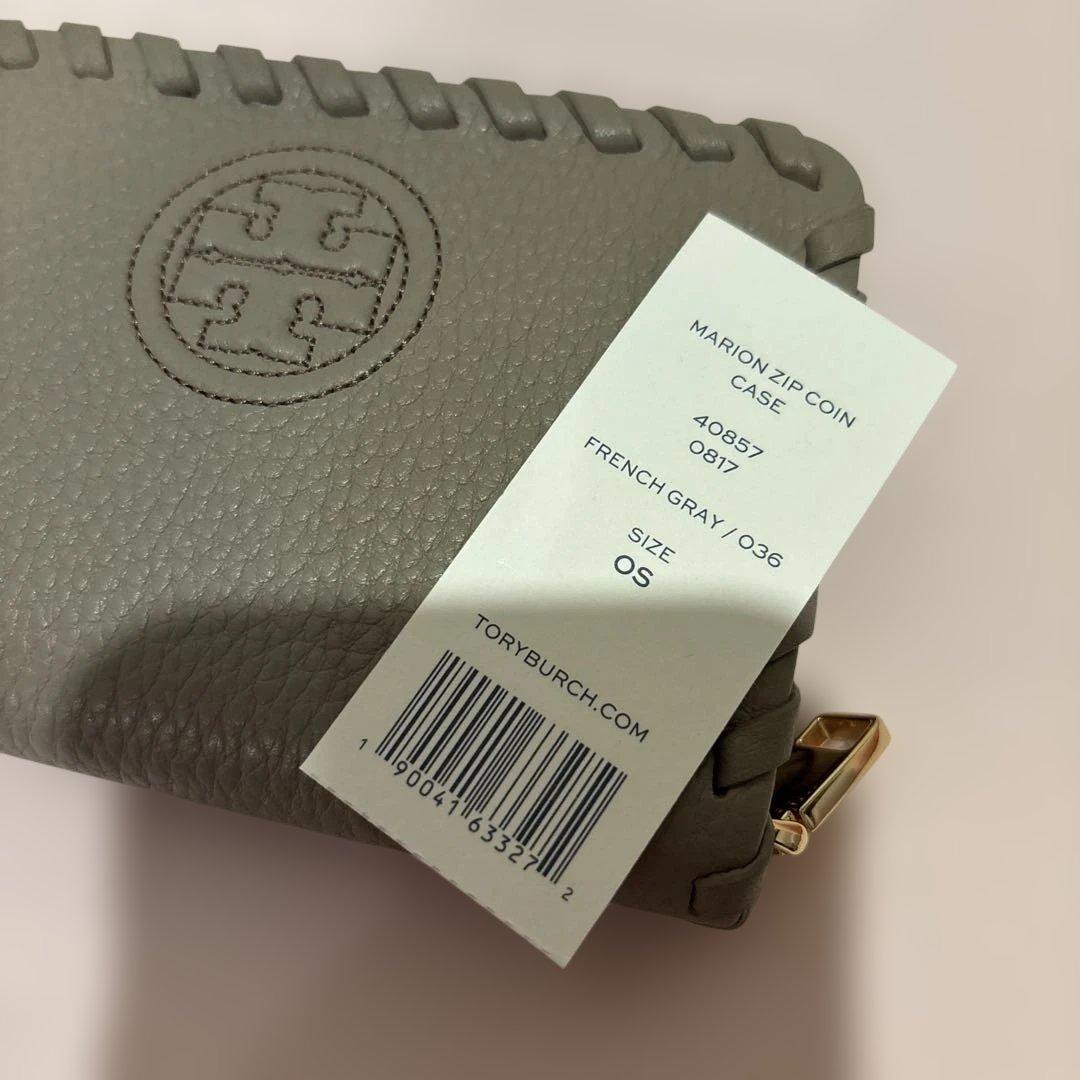 MARION ZIP COIN
CASE
40857
0817
FRENCH GRAY / 036
SIZE
OS
TORYBURCH.COM
1 90041 63327 2